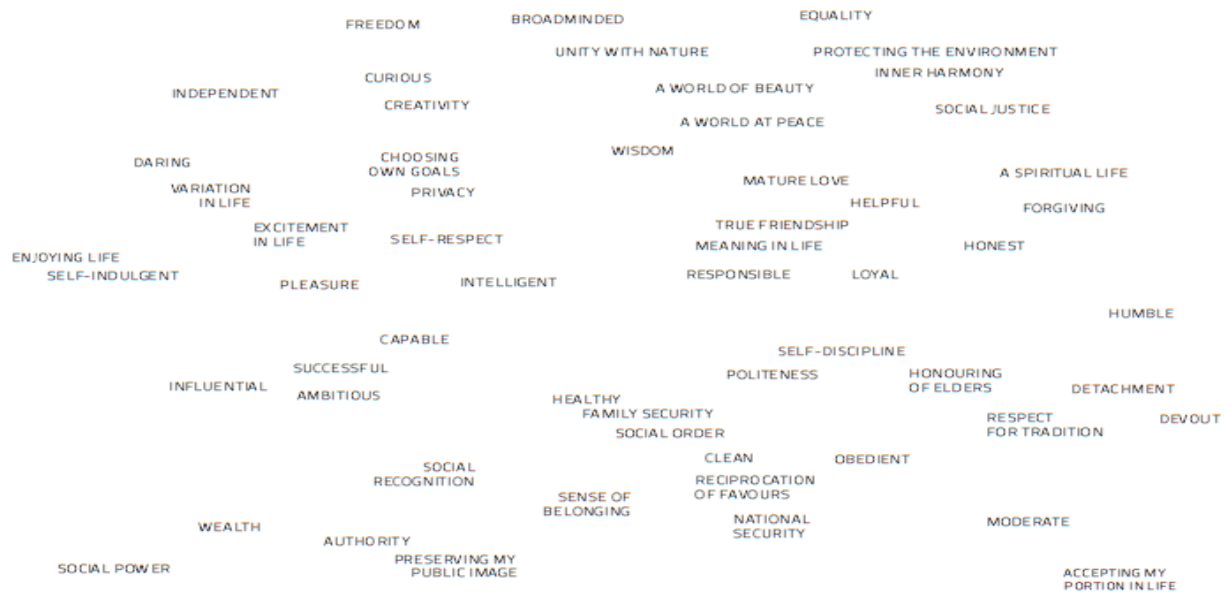 FREEDOM
BROADMINDED
EQUALITY
UNITY WITH NATURE
PROTECTING THE ENVIRONMENT
CURIOUS
INNER HARMONY
INDEPENDENT
A WORLD OF BEAUTY
CREATIVITY
SOCIAL JUSTICE
A WORLD AT PEACE
WISDOM
DARING
CHOOSING
OWN GOALS
A SPIRITUAL LIFE
MATURE LOVE
VARIATION
IN LIFE
PRIVACY
HELPFUL
FORGIVING
TRUE FRIENDSHIP
EXCITEMENT
IN LIFE
SELF-RESPECT
MEANING IN LIFE
HONEST
ENJOYING LIFE
SELF-INDULGENT
RESPONSIBLE
LOYAL
PLEASURE
INTELLIGENT
HUMBLE
CAPABLE
SELF-DISCIPLINE
SUCCESSFUL
POLITENESS
HONOURING
OF ELDERS
INFLUENTIAL
DETACHMENT
AMBITIOUS
HEALTHY
FAMILY SECURITY
RESPECT
FOR TRADITION
DEVOUT
SOCIAL ORDER
CLEAN
OBEDIENT
SOCIAL
RECOGNITION
RECIPROCATION
OF FAVOURS
SENSE OF
BELONGING
NATIONAL
SECURITY
MODERATE
WEALTH
AUTHORITY
PRESERVING MY
PUBLIC IMAGE
SOCIAL POWER
ACCEPTING MY
PORTION IN LIFE